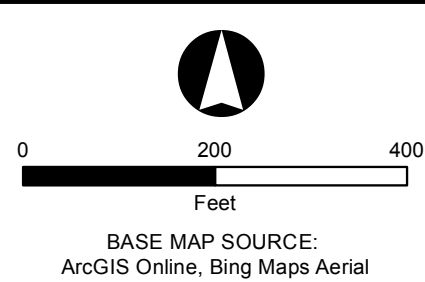 0 200 400
Feet
BASE MAP SOURCE:
ArcGIS Online, Bing Maps Aerial